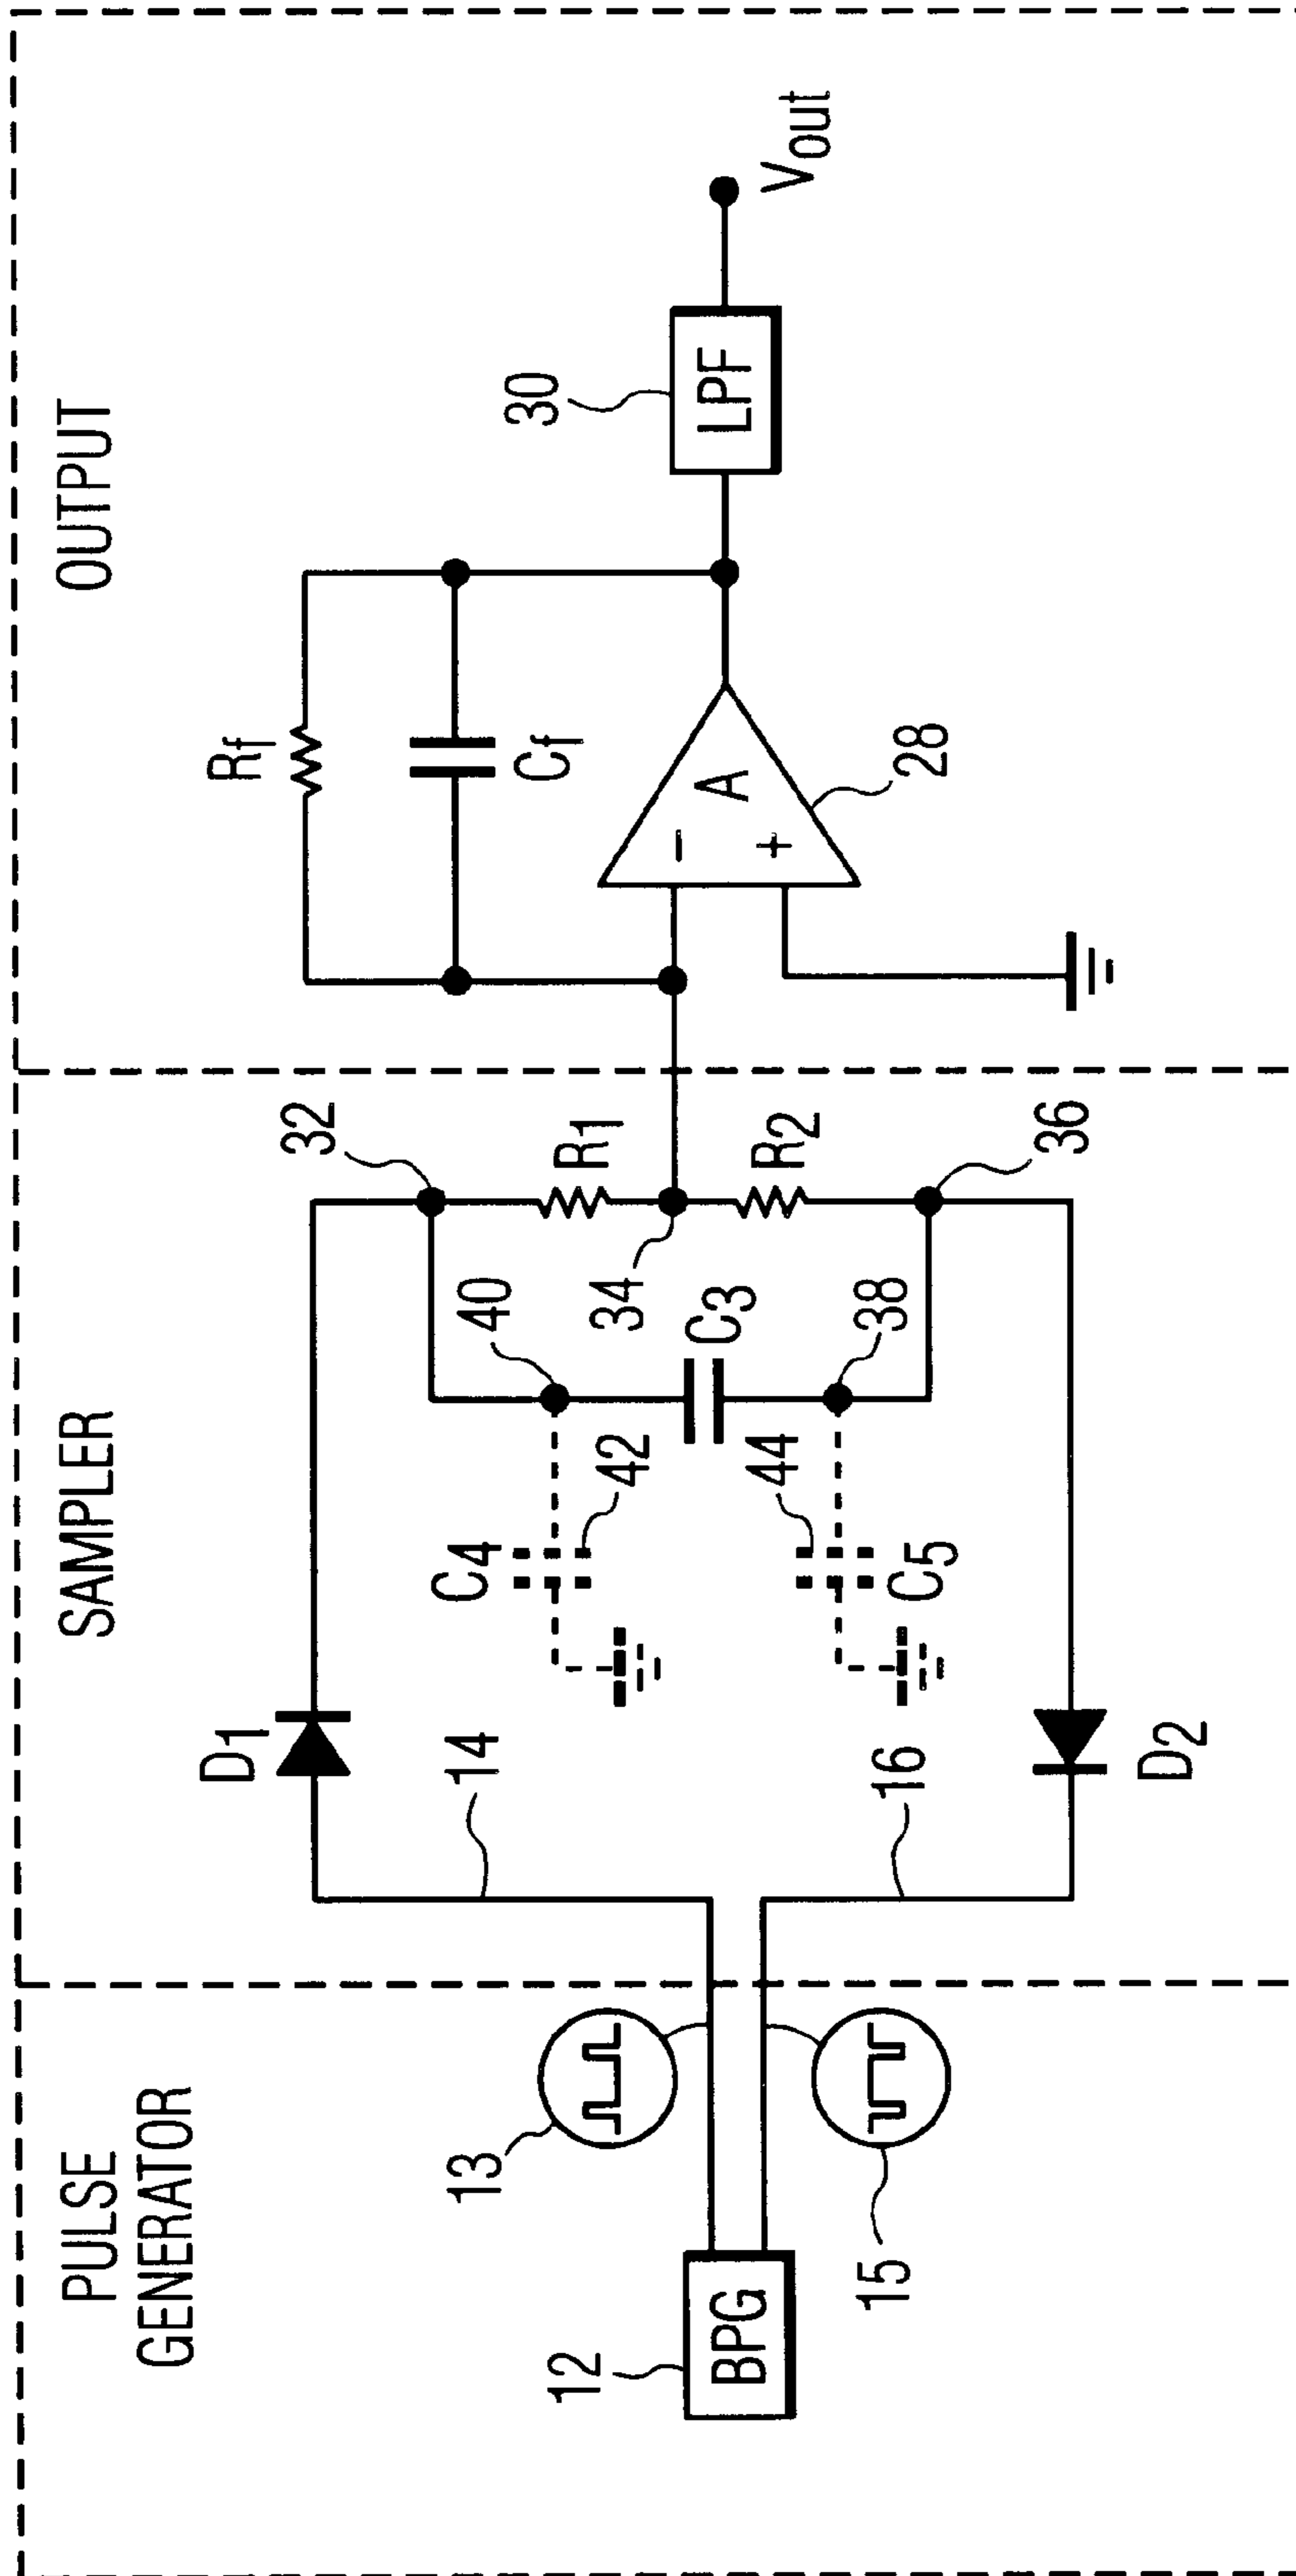 PULSE
GENERATOR
SAMPLER
OUTPUT
12
BPG
13
15
14
16
D1
D2
C4
42
C5
44
40
C3
38
32
R1
34
R2
36
Rf
Cf
−
A
+
28
30
LPF
Vout